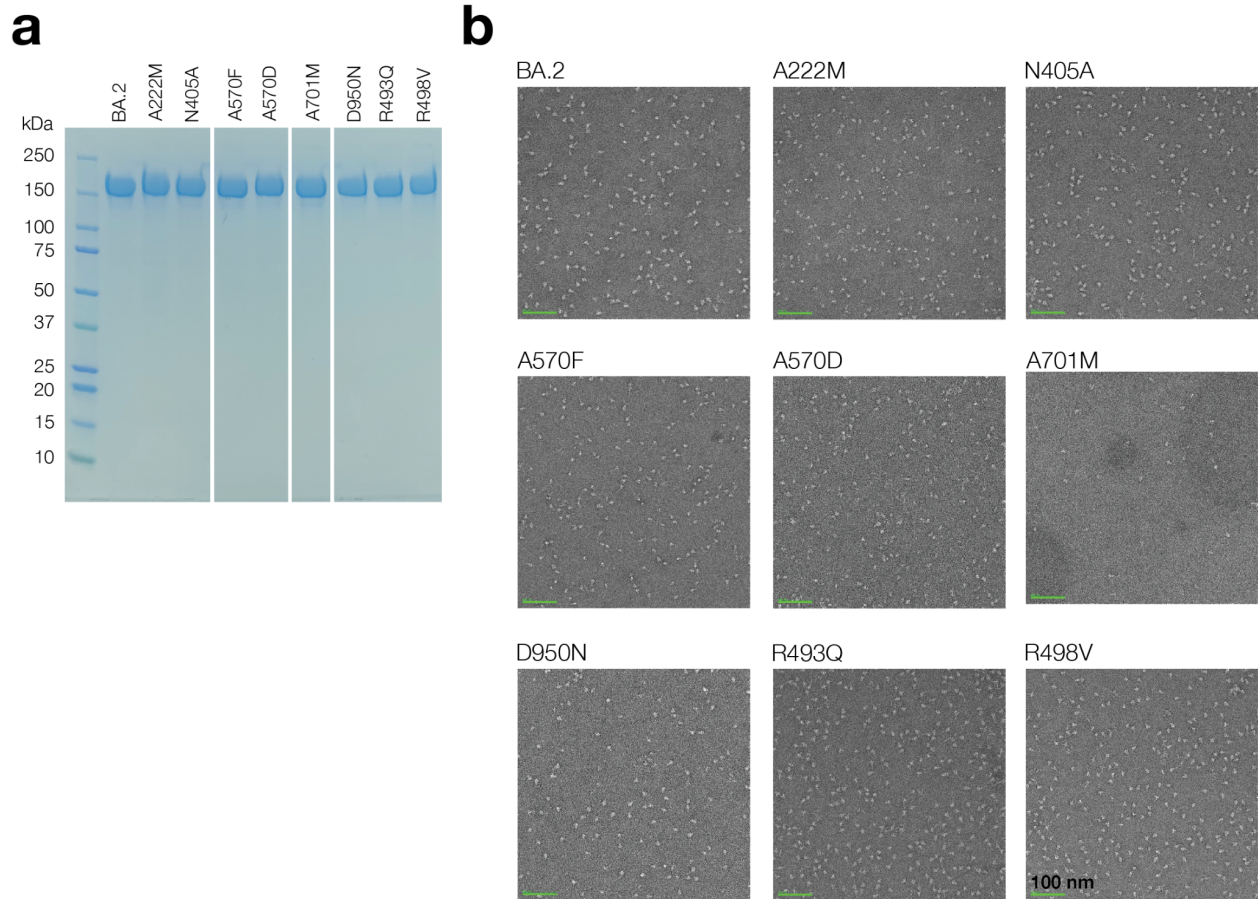 a
kDa
BA.2
A222M
N405A
A570F
A570D
A701M
D950N
R493Q
R498V
250
150
100
75
50
37
25
20
15
10
b
BA.2
A222M
N405A
A570F
A570D
A701M
D950N
R493Q
R498V
100 nm